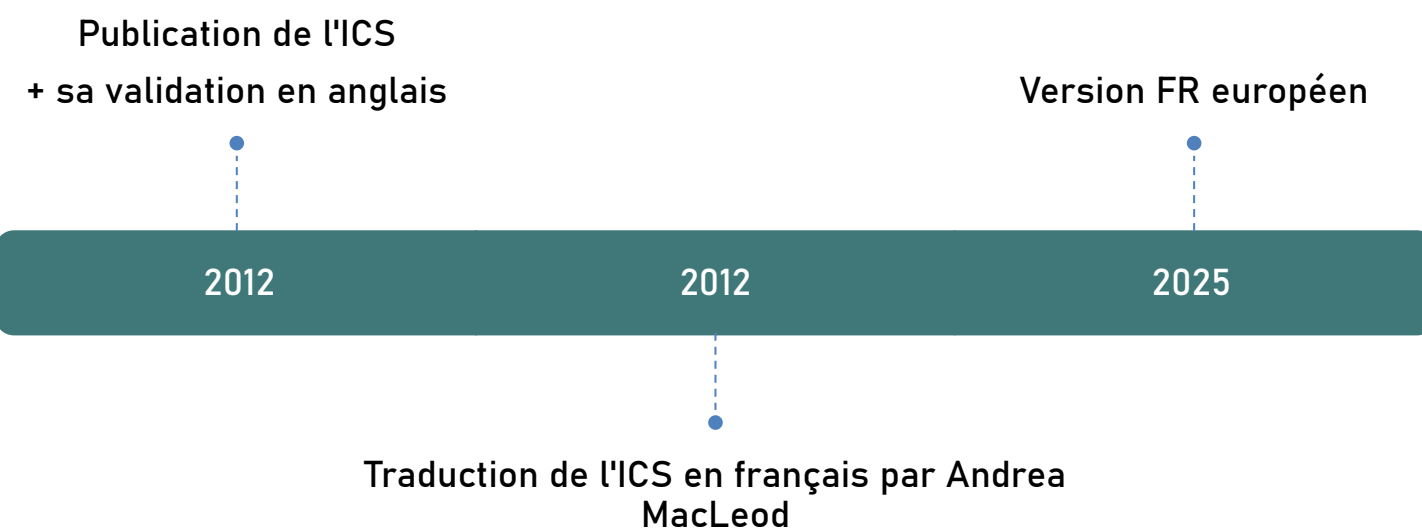 Publication de l'ICS
+ sa validation en anglais
Version FR européen
2012
2012
2025
Traduction de l'ICS en français par Andrea
MacLeod